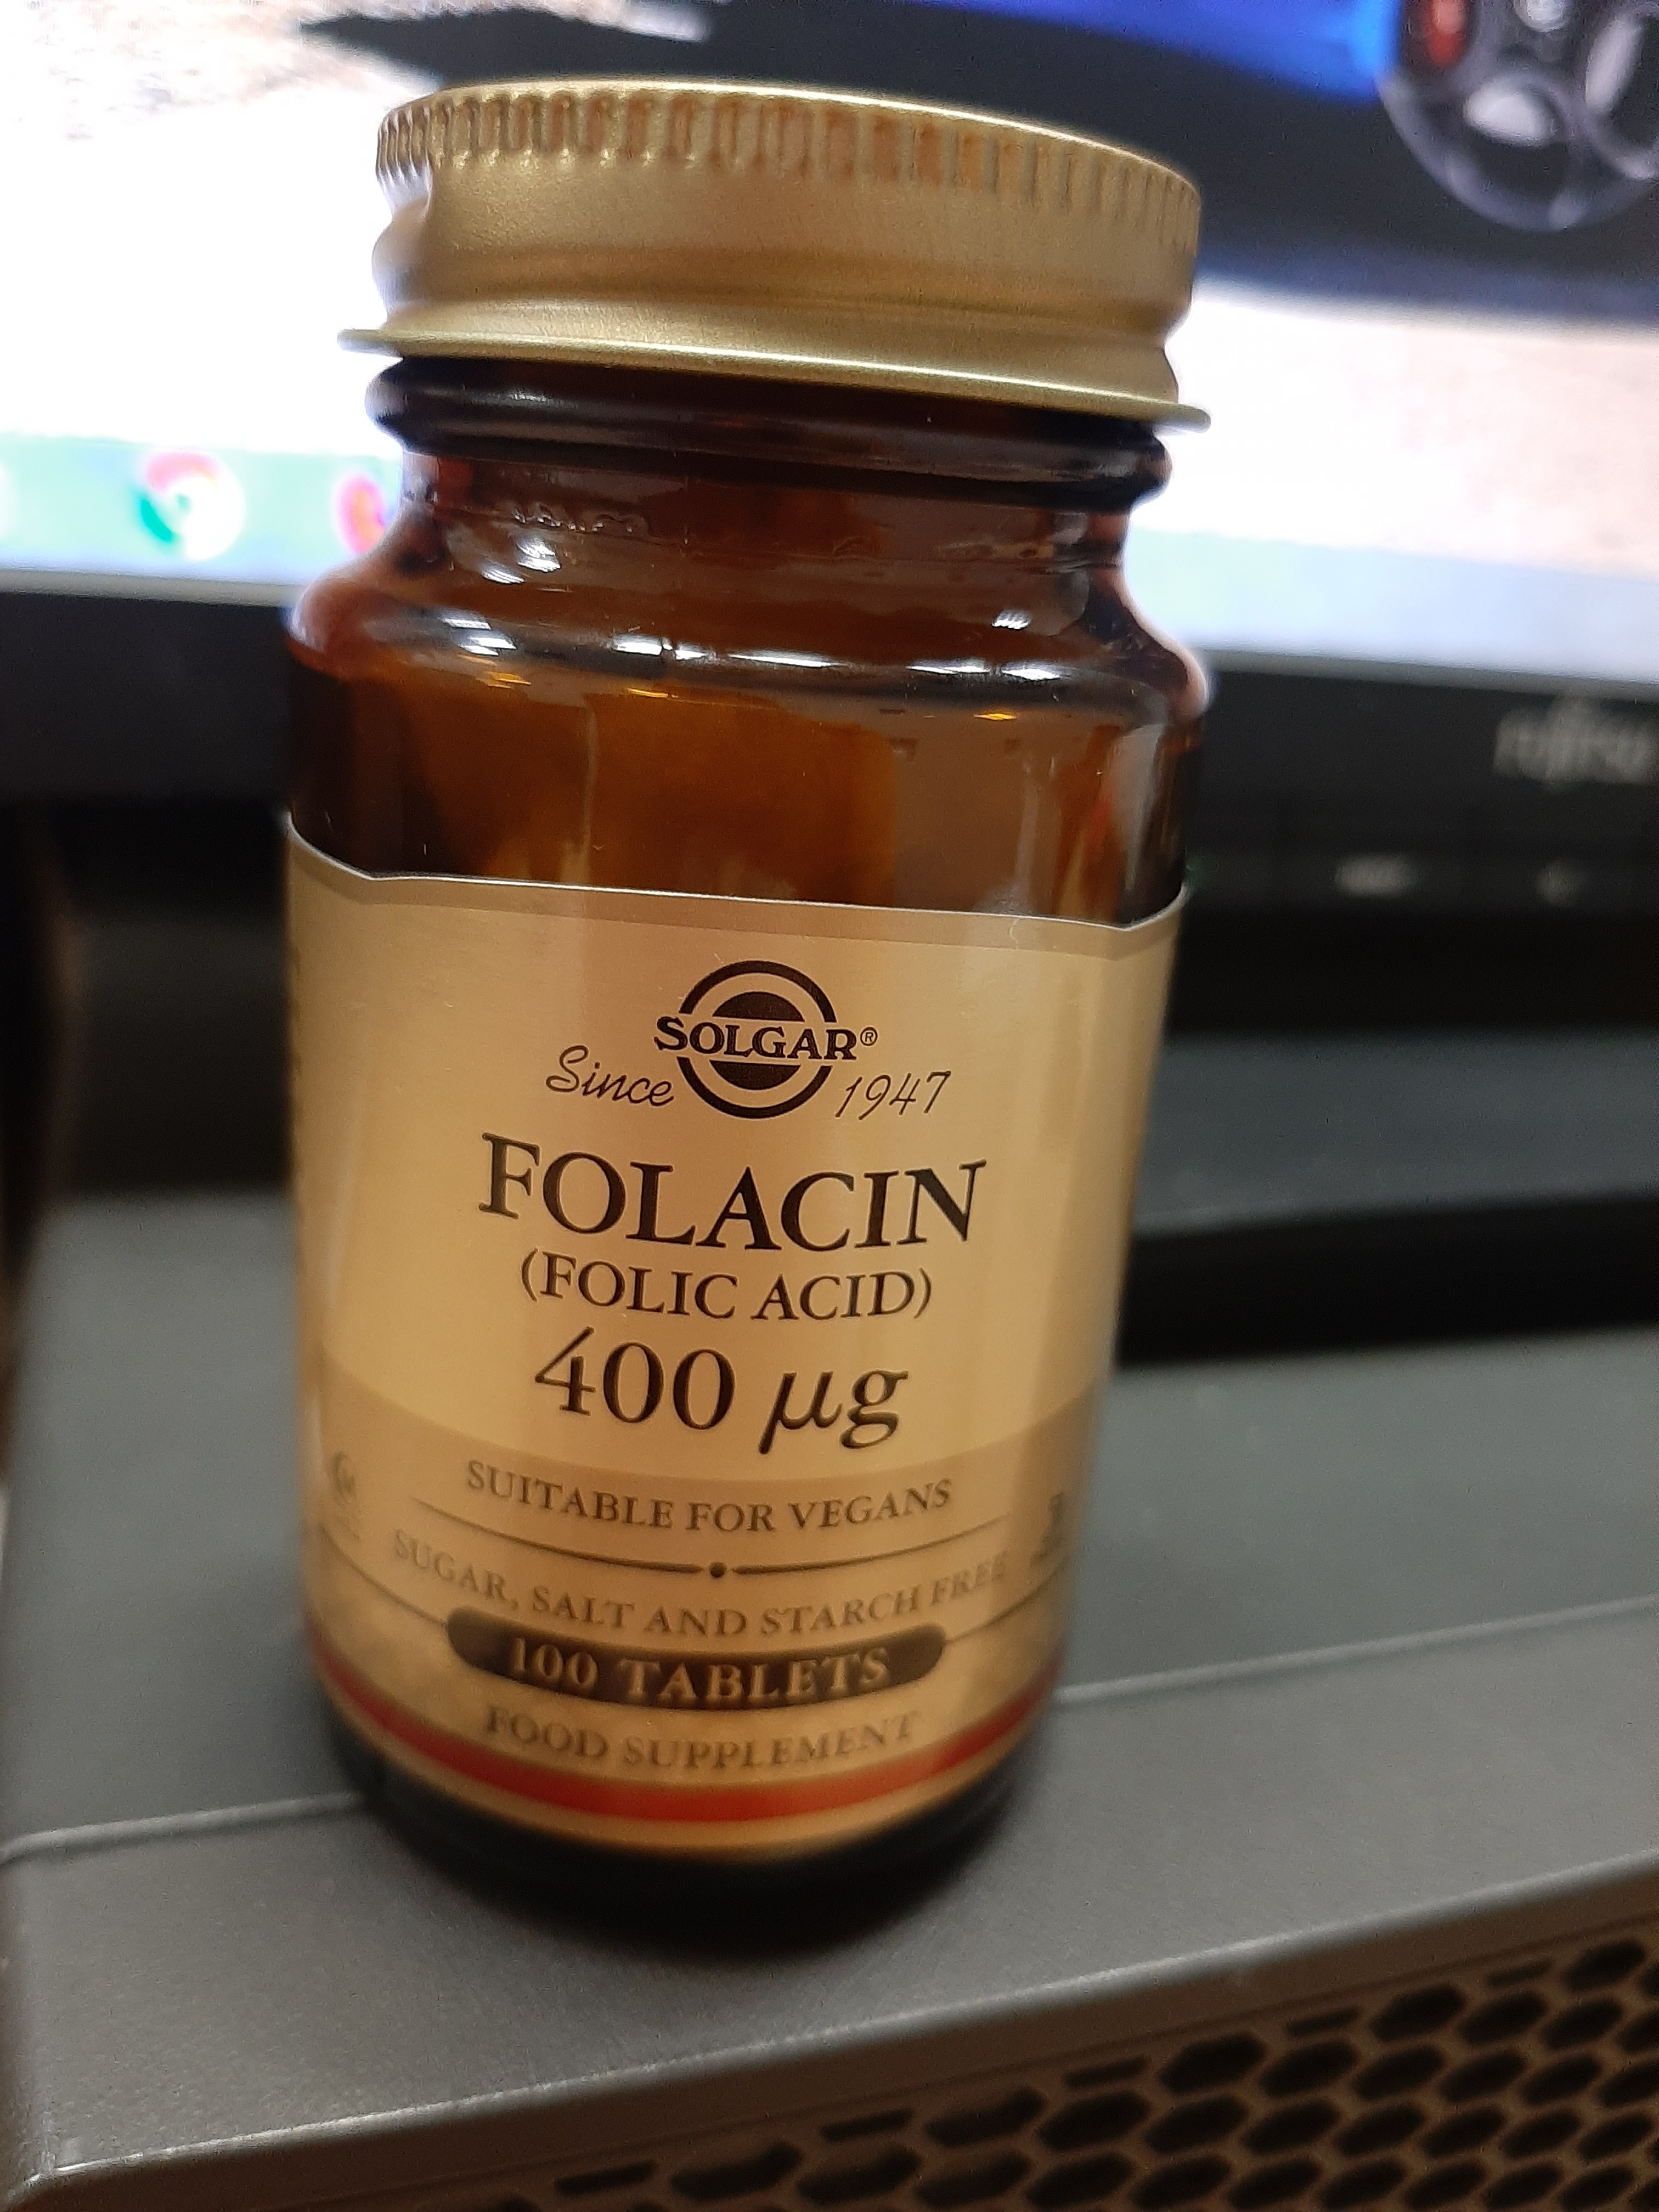 SOLGAR®
Since 1947
FOLACIN
(FOLIC ACID)
400 µg
SUITABLE FOR VEGANS
SUGAR, SALT AND STARCH FREE
100 TABLETS
FOOD SUPPLEMENT